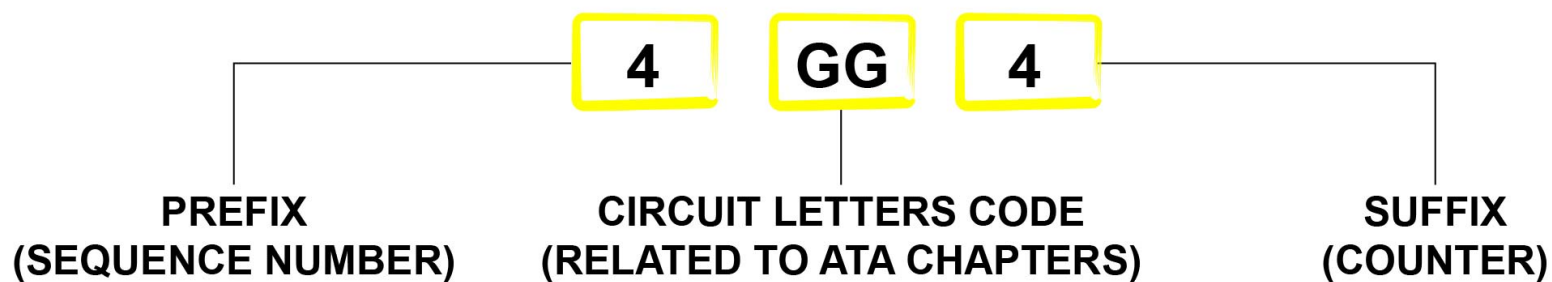 4 GG 4
PREFIX CIRCUIT LETTERS CODE SUFFIX
(SEQUENCE NUMBER) (RELATED TO ATA CHAPTERS) (COUNTER)